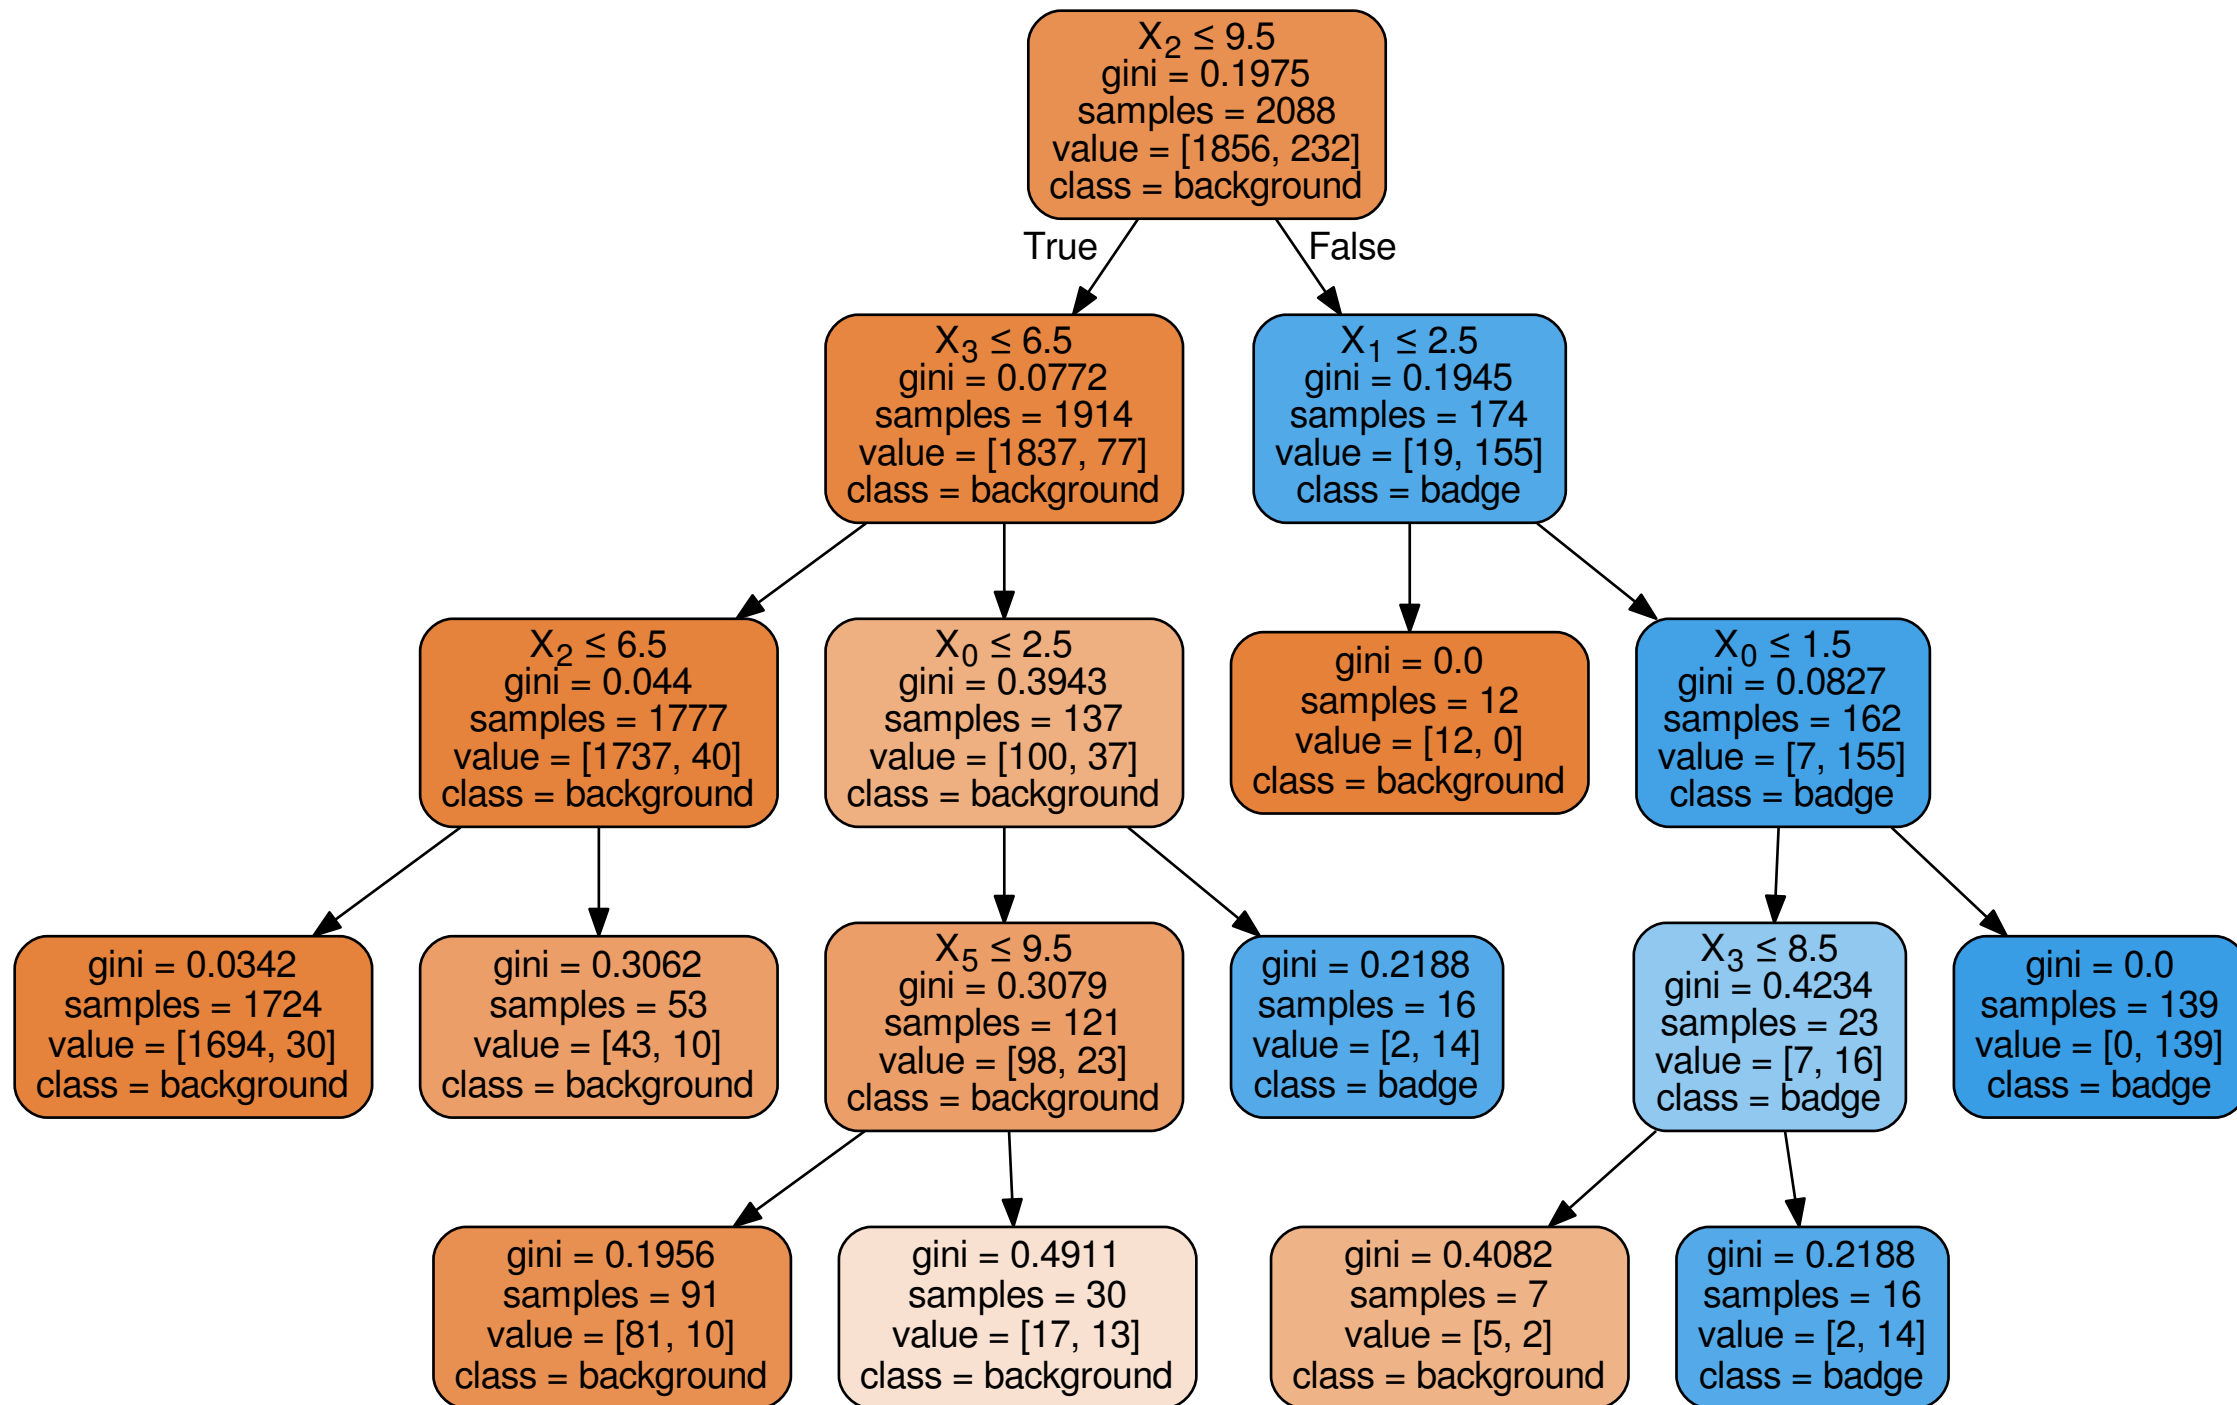 X2 ≤ 9.5
gini = 0.1975
samples = 2088
value = [1856, 232]
class = background
True
False
X3 ≤ 6.5
gini = 0.0772
samples = 1914
value = [1837, 77]
class = background
X1 ≤ 2.5
gini = 0.1945
samples = 174
value = [19, 155]
class = badge
X2 ≤ 6.5
gini = 0.044
samples = 1777
value = [1737, 40]
class = background
X0 ≤ 2.5
gini = 0.3943
samples = 137
value = [100, 37]
class = background
gini = 0.0
samples = 12
value = [12, 0]
class = background
X0 ≤ 1.5
gini = 0.0827
samples = 162
value = [7, 155]
class = badge
gini = 0.0342
samples = 1724
value = [1694, 30]
class = background
gini = 0.3062
samples = 53
value = [43, 10]
class = background
X5 ≤ 9.5
gini = 0.3079
samples = 121
value = [98, 23]
class = background
gini = 0.2188
samples = 16
value = [2, 14]
class = badge
X3 ≤ 8.5
gini = 0.4234
samples = 23
value = [7, 16]
class = badge
gini = 0.0
samples = 139
value = [0, 139]
class = badge
gini = 0.1956
samples = 91
value = [81, 10]
class = background
gini = 0.4911
samples = 30
value = [17, 13]
class = background
gini = 0.4082
samples = 7
value = [5, 2]
class = background
gini = 0.2188
samples = 16
value = [2, 14]
class = badge